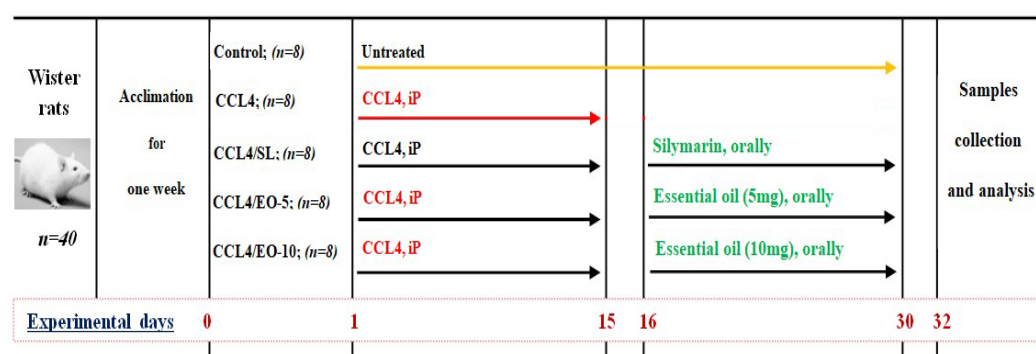 Wister
rats
n=40
Acclimation
for
one week
Control; (n=8)
Untreated
CCL4; (n=8)
CCL4, iP
CCL4/SL; (n=8)
CCL4, iP
Silymarin, orally
CCL4/EO-5; (n=8)
CCL4, iP
Essential oil (5mg), orally
CCL4/EO-10; (n=8)
CCL4, iP
Essential oil (10mg), orally
Samples
collection
and analysis
Experimental days 0 1 15 16 30 32